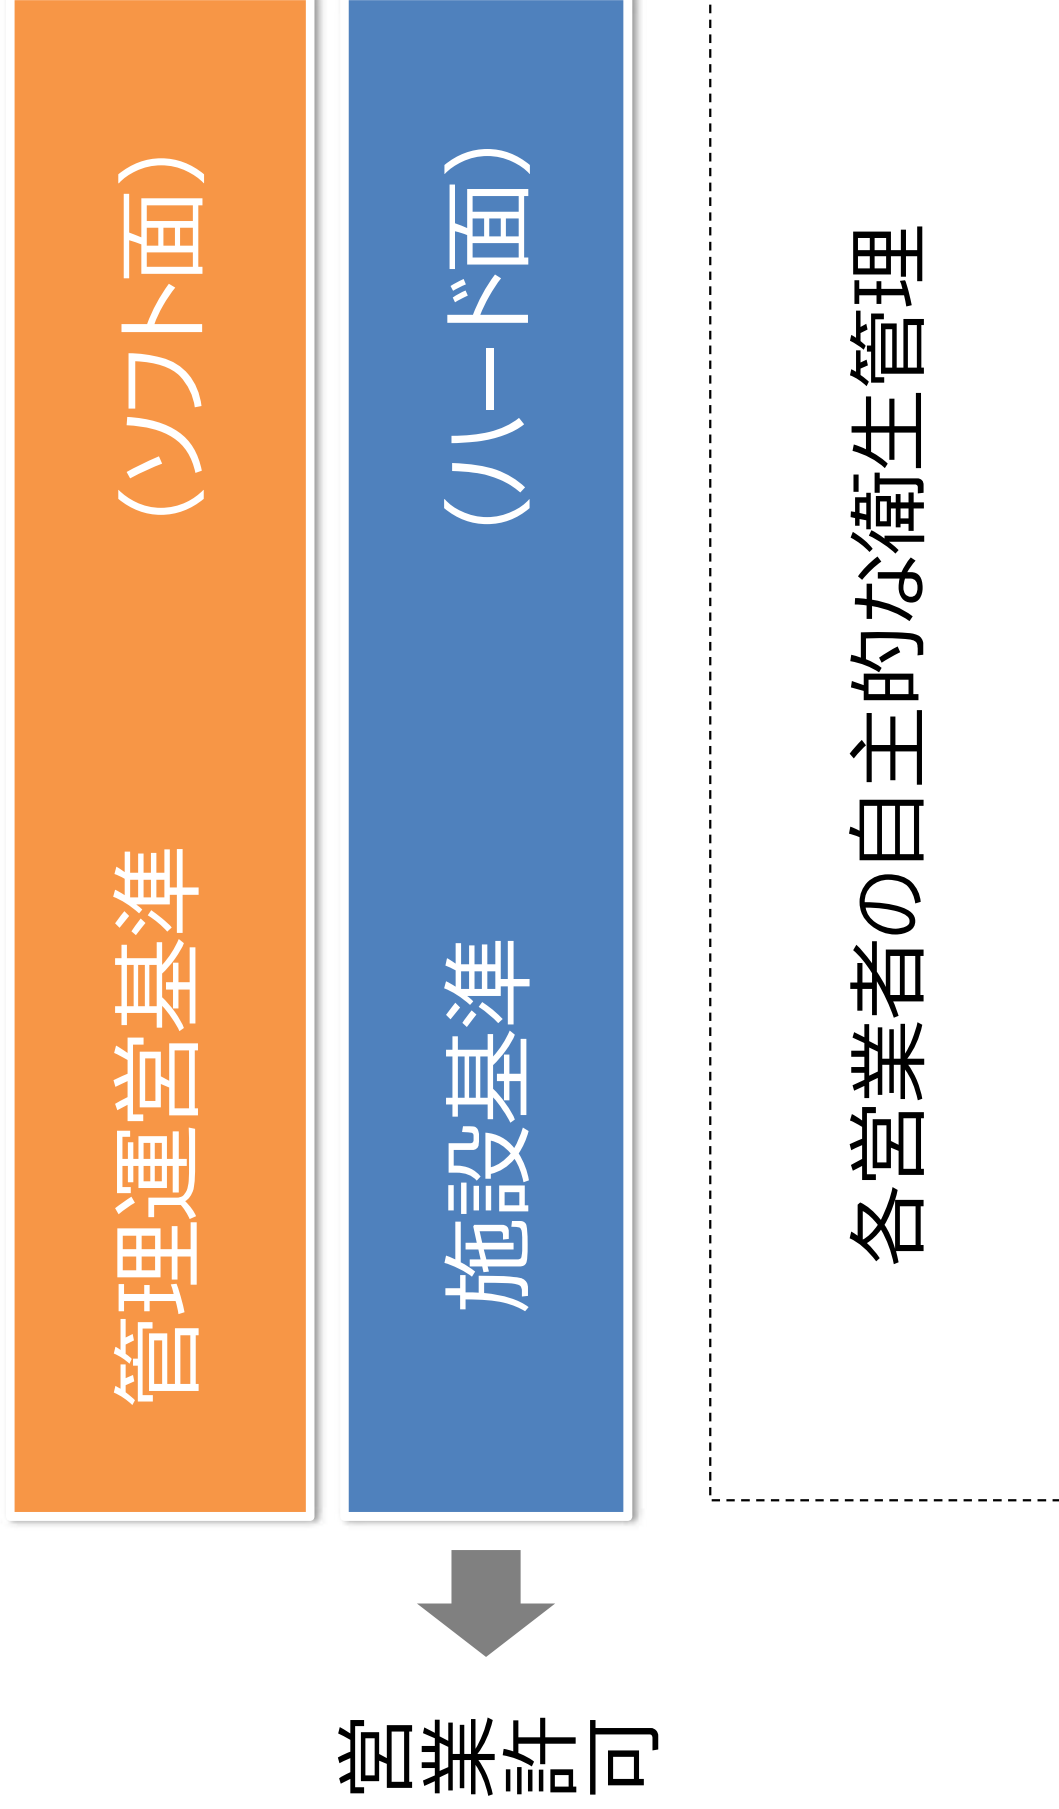 管理運営基準 （ソフト面）
施設基準 （ハード面）
各営業者の自主的な衛生管理
営業許可